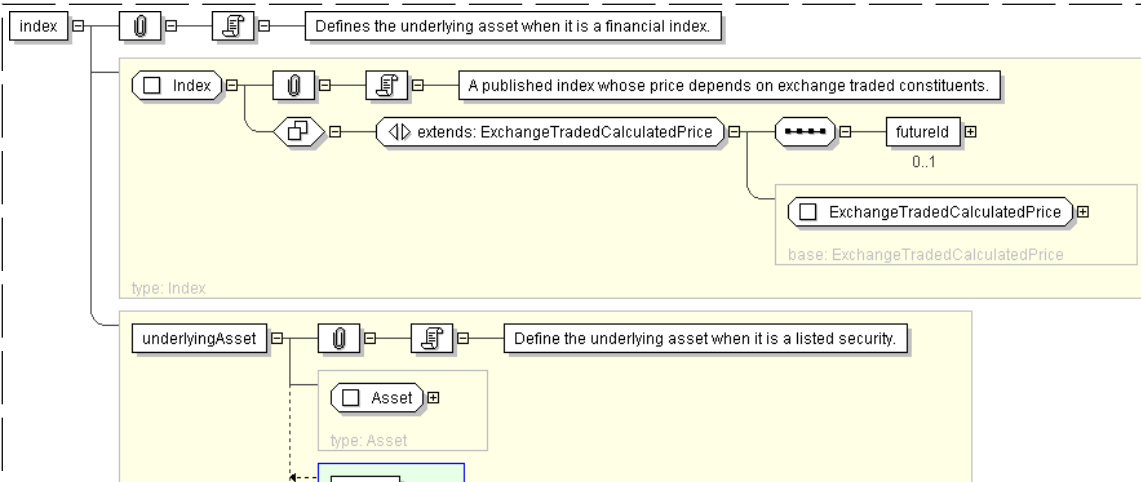 index
Defines the underlying asset when it is a financial index.
Index
A published index whose price depends on exchange traded constituents.
extends: ExchangeTradedCalculatedPrice
futureId
0..1
ExchangeTradedCalculatedPrice
base: ExchangeTradedCalculatedPrice
type: Index
underlyingAsset
Define the underlying asset when it is a listed security.
Asset
type: Asset